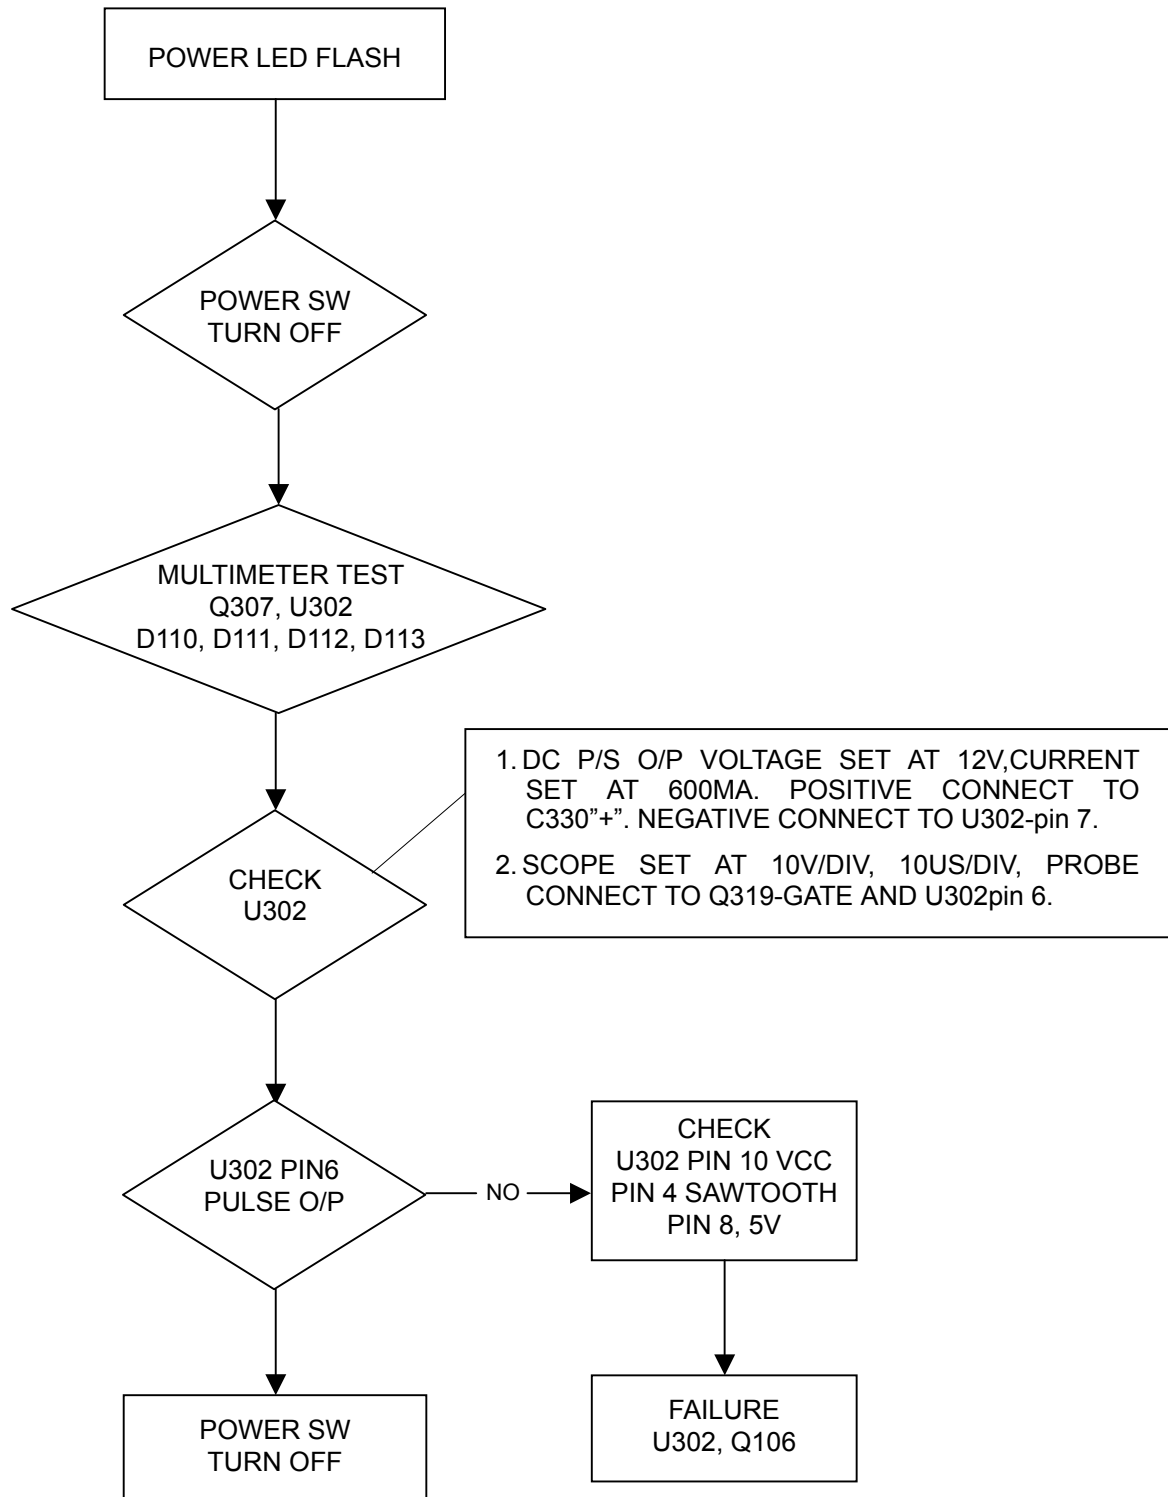 POWER LED FLASH
POWER SW
TURN OFF
MULTIMETER TEST
Q307, U302
D110, D111, D112, D113
1. DC P/S O/P VOLTAGE SET AT 12V,CURRENT
SET AT 600MA. POSITIVE CONNECT TO
C330”+”. NEGATIVE CONNECT TO U302-pin 7.
2. SCOPE SET AT 10V/DIV, 10US/DIV, PROBE
CONNECT TO Q319-GATE AND U302pin 6.
CHECK
U302
U302 PIN6
PULSE O/P
NO
CHECK
U302 PIN 10 VCC
PIN 4 SAWTOOTH
PIN 8, 5V
POWER SW
TURN OFF
FAILURE
U302, Q106